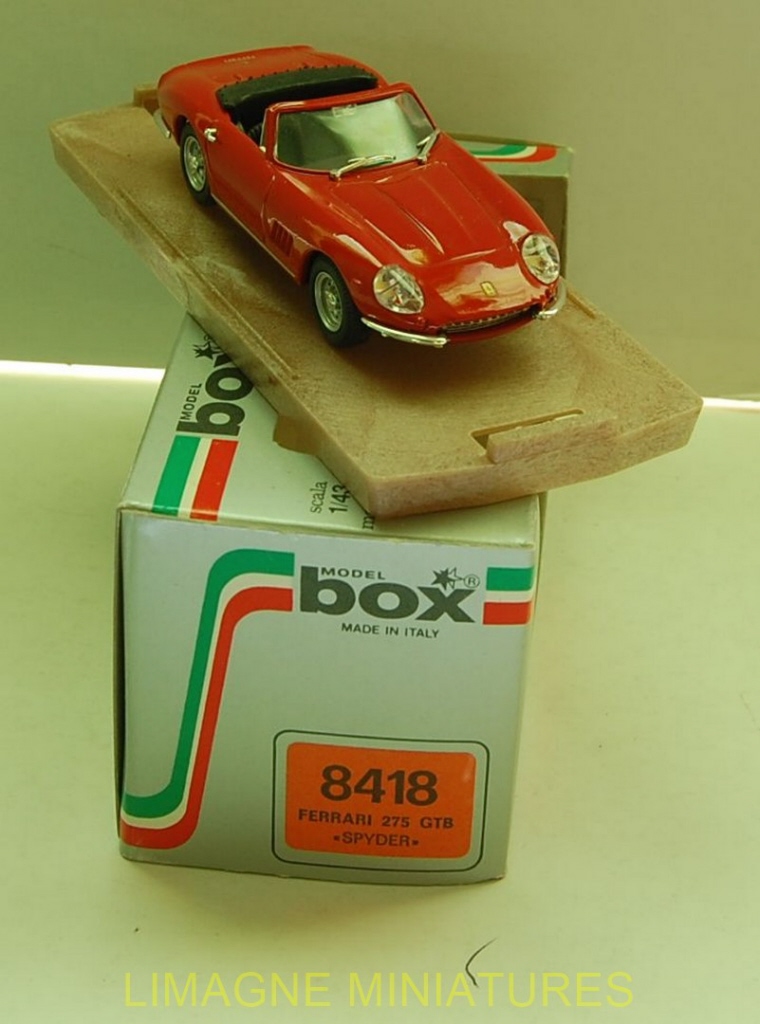 MODEL
box
scala
1/43
MODEL
box ®
MADE IN ITALY
8418
FERRARI 275 GTB
«SPYDER»
LIMAGNE MINIATURES